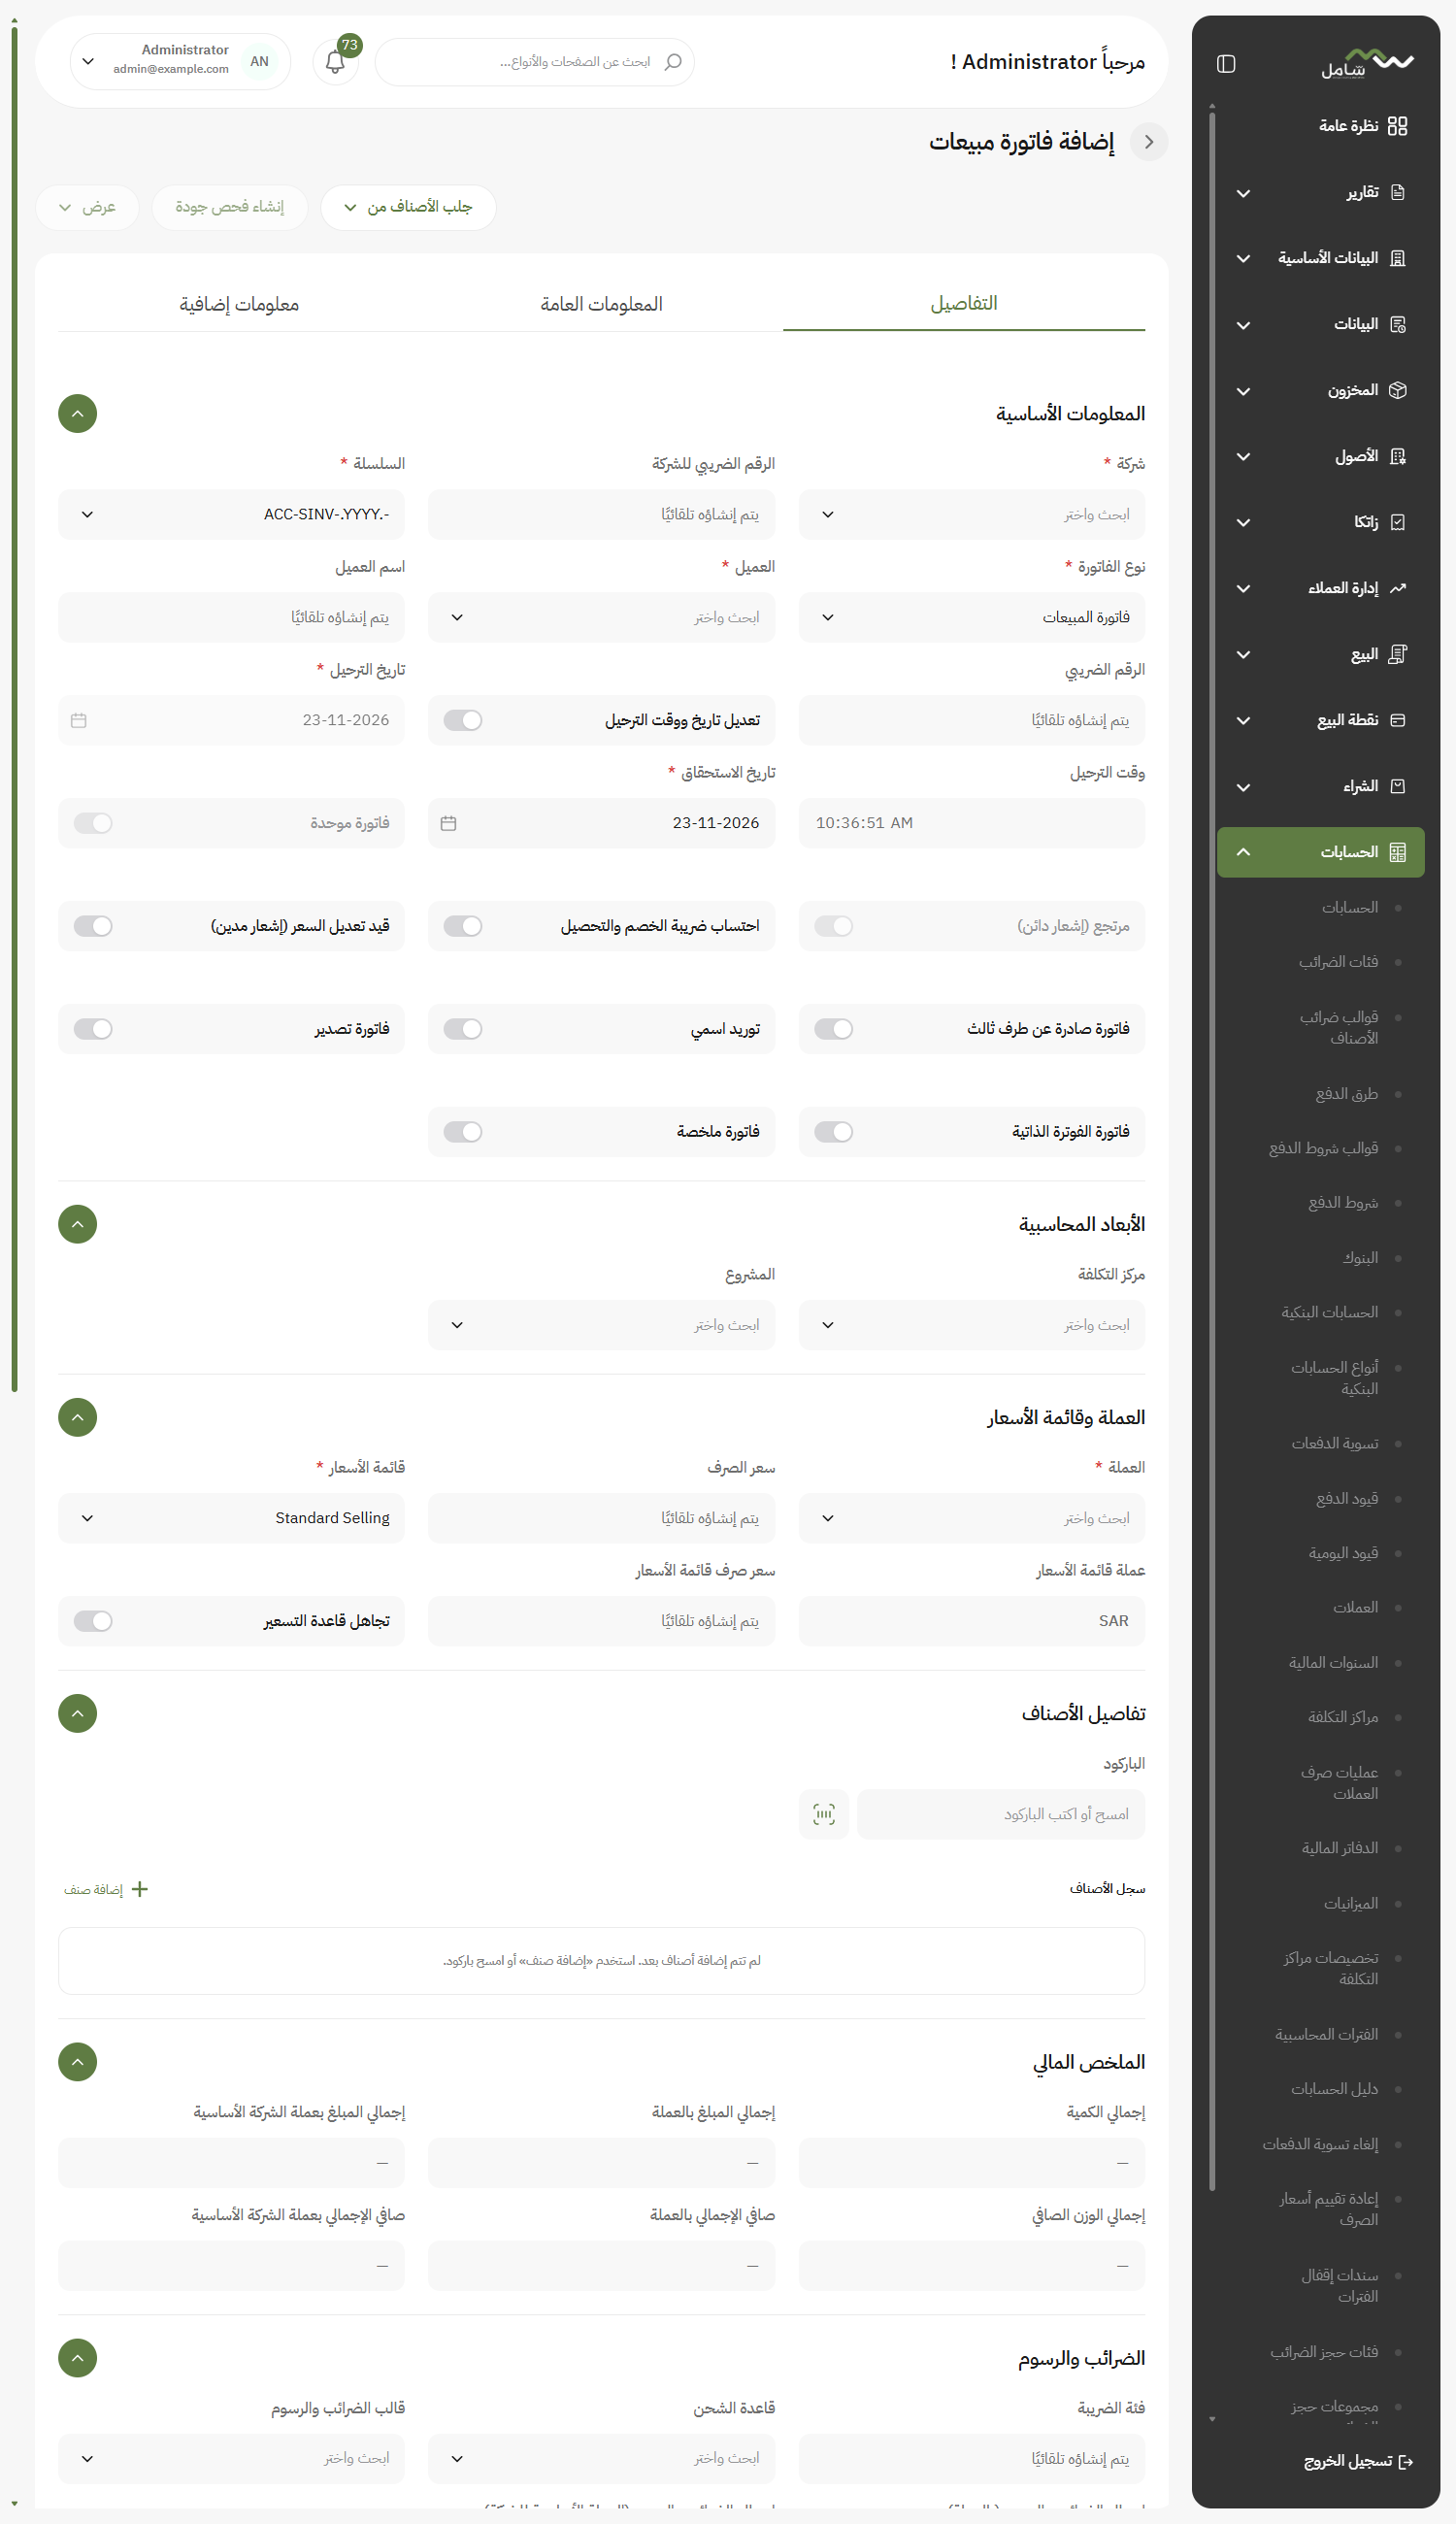 شامل
نظرة عامة
تقارير
البيانات الأساسية
البيانات
المخزون
الأصول
زاتكا
إدارة العملاء
البيع
نقطة البيع
الشراء
الحسابات
الحسابات
فئات الضرائب
قوالب ضرائب
الأصناف
طرق الدفع
قوالب شروط الدفع
شروط الدفع
البنوك
الحسابات البنكية
أنواع الحسابات
البنكية
تسوية الدفعات
قيود الدفع
قيود اليومية
العملات
السنوات المالية
مراكز التكلفة
عمليات صرف
العملات
الدفاتر المالية
الميزانيات
تخصيصات مراكز
التكلفة
الفترات المحاسبية
دليل الحسابات
إلغاء تسوية الدفعات
إعادة تقييم أسعار
الصرف
سندات إقفال
الفترات
فئات حجز الضرائب
مجموعات حجز
تسجيل الخروج
مرحباً Administrator !
ابحث عن الصفحات والأنواع...
73
AN
Administrator
admin@example.com
إضافة فاتورة مبيعات
جلب الأصناف من
إنشاء فحص جودة
عرض
التفاصيل
المعلومات العامة
معلومات إضافية
المعلومات الأساسية
شركة *
الرقم الضريبي للشركة
السلسلة *
ابحث واختر
يتم إنشاؤه تلقائيًا
ACC-SINV-.YYYY.-
نوع الفاتورة *
العميل *
اسم العميل
فاتورة المبيعات
ابحث واختر
يتم إنشاؤه تلقائيًا
الرقم الضريبي
تاريخ الترحيل *
يتم إنشاؤه تلقائيًا
تعديل تاريخ ووقت الترحيل
23-11-2026
وقت الترحيل
تاريخ الاستحقاق *
10:36:51 AM
23-11-2026
فاتورة موحدة
مرتجع (إشعار دائن)
احتساب ضريبة الخصم والتحصيل
قيد تعديل السعر (إشعار مدين)
فاتورة صادرة عن طرف ثالث
توريد اسمي
فاتورة تصدير
فاتورة الفوترة الذاتية
فاتورة ملخصة
الأبعاد المحاسبية
مركز التكلفة
المشروع
ابحث واختر
ابحث واختر
العملة وقائمة الأسعار
العملة *
سعر الصرف
قائمة الأسعار *
ابحث واختر
يتم إنشاؤه تلقائيًا
Standard Selling
عملة قائمة الأسعار
سعر صرف قائمة الأسعار
SAR
يتم إنشاؤه تلقائيًا
تجاهل قاعدة التسعير
تفاصيل الأصناف
الباركود
امسح أو اكتب الباركود
سجل الأصناف
إضافة صنف
لم تتم إضافة أصناف بعد. استخدم «إضافة صنف» أو امسح باركود.
الملخص المالي
إجمالي الكمية
إجمالي المبلغ بالعملة
إجمالي المبلغ بعملة الشركة الأساسية
—
—
—
إجمالي الوزن الصافي
صافي الإجمالي بالعملة
صافي الإجمالي بعملة الشركة الأساسية
—
—
—
الضرائب والرسوم
فئة الضريبة
قاعدة الشحن
قالب الضرائب والرسوم
يتم إنشاؤه تلقائيًا
ابحث واختر
ابحث واختر